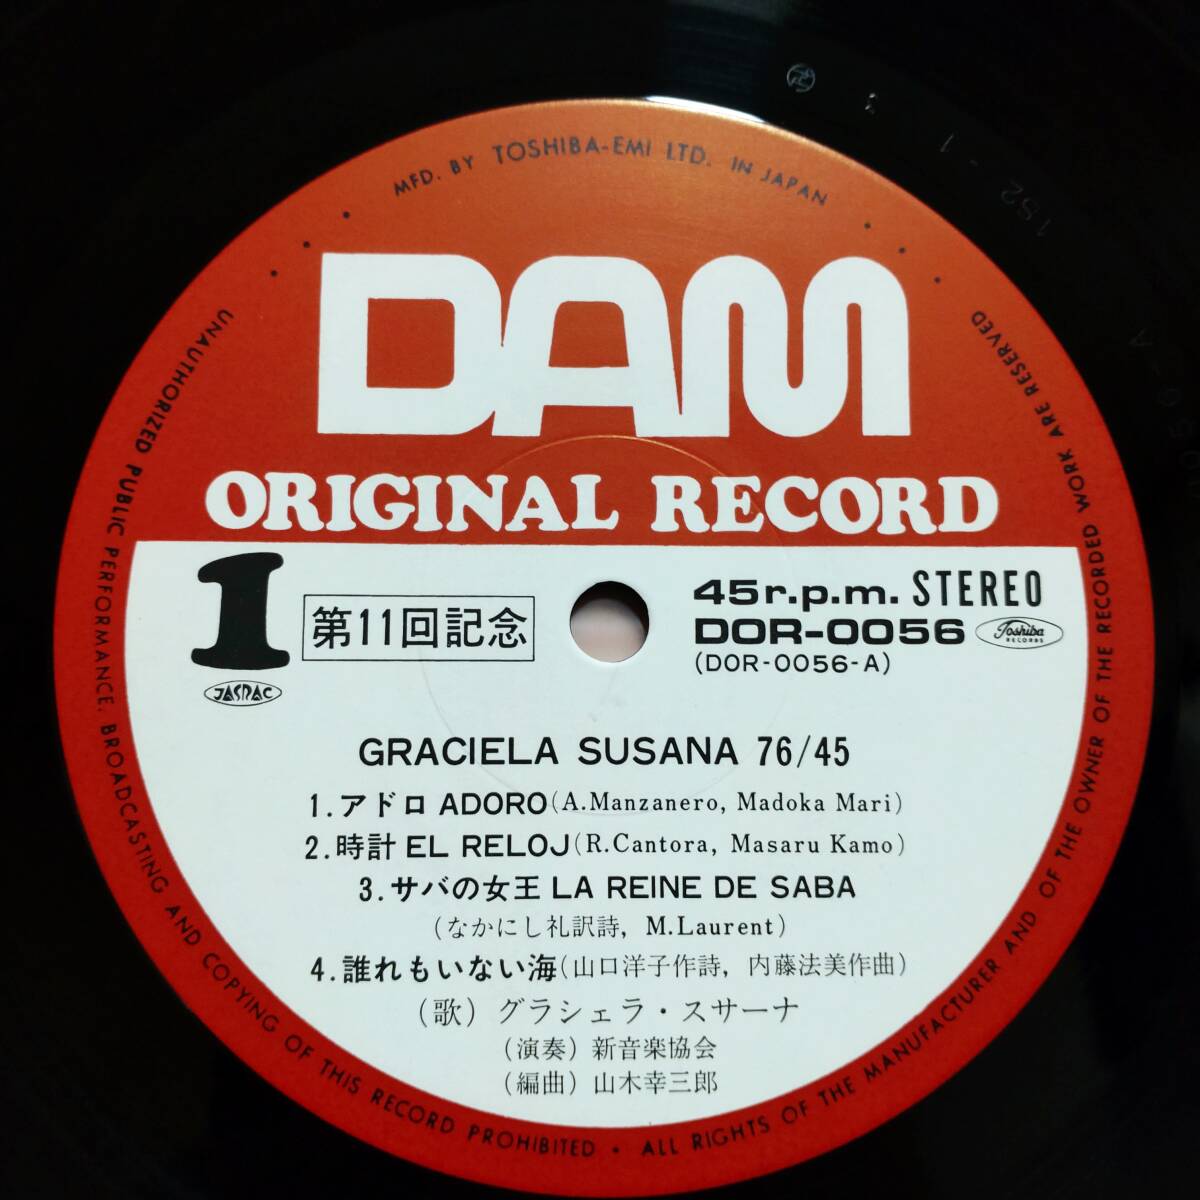 MFD. BY TOSHIBA-EMI LTD. IN JAPAN
DAM
ORIGINAL RECORD
1
第11回記念
JASRAC
45r.p.m. STEREO
DOR-0056
Toshiba
RECORDS
(DOR-0056-A)
GRACIELA SUSANA 76/45
1.アドロ ADORO(A.Manzanero, Madoka Mari)
2.時計 EL RELOJ(R.Cantora, Masaru Kamo)
3.サバの女王 LA REINE DE SABA
(なかにし礼訳詩, M.Laurent)
4.誰れもいない海(山口洋子作詩, 内藤法美作曲)
(歌) グラシェラ・スサーナ
(演奏) 新音楽協会
(編曲) 山木幸三郎
UNAUTHORIZED PUBLIC PERFORMANCE, BROADCASTING AND COPYING OF THIS RECORD PROHIBITED • ALL RIGHTS OF THE MANUFACTURER AND OF THE OWNER OF THE RECORDED WORK ARE RESERVED
1S2 - 1
3